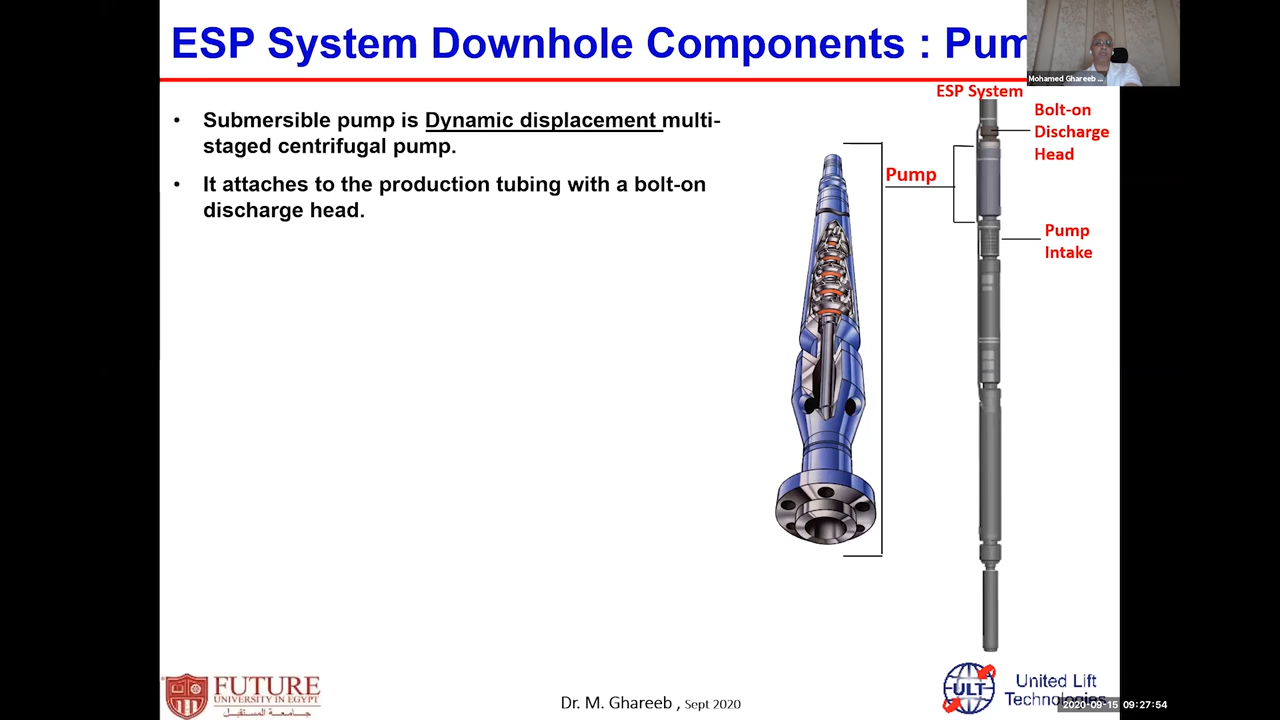 ESP System Downhole Components : Pum
Mohamed Ghareeb ...
• Submersible pump is Dynamic displacement multi-
staged centrifugal pump.
• It attaches to the production tubing with a bolt-on
discharge head.
ESP System
Bolt-on
Discharge
Head
Pump
Pump
Intake
FUTURE
UNIVERSITY IN EGYPT
جامعة المستقبل
Dr. M. Ghareeb , Sept 2020
ULT
United Lift
Technologies
2020-09-15 09:27:54